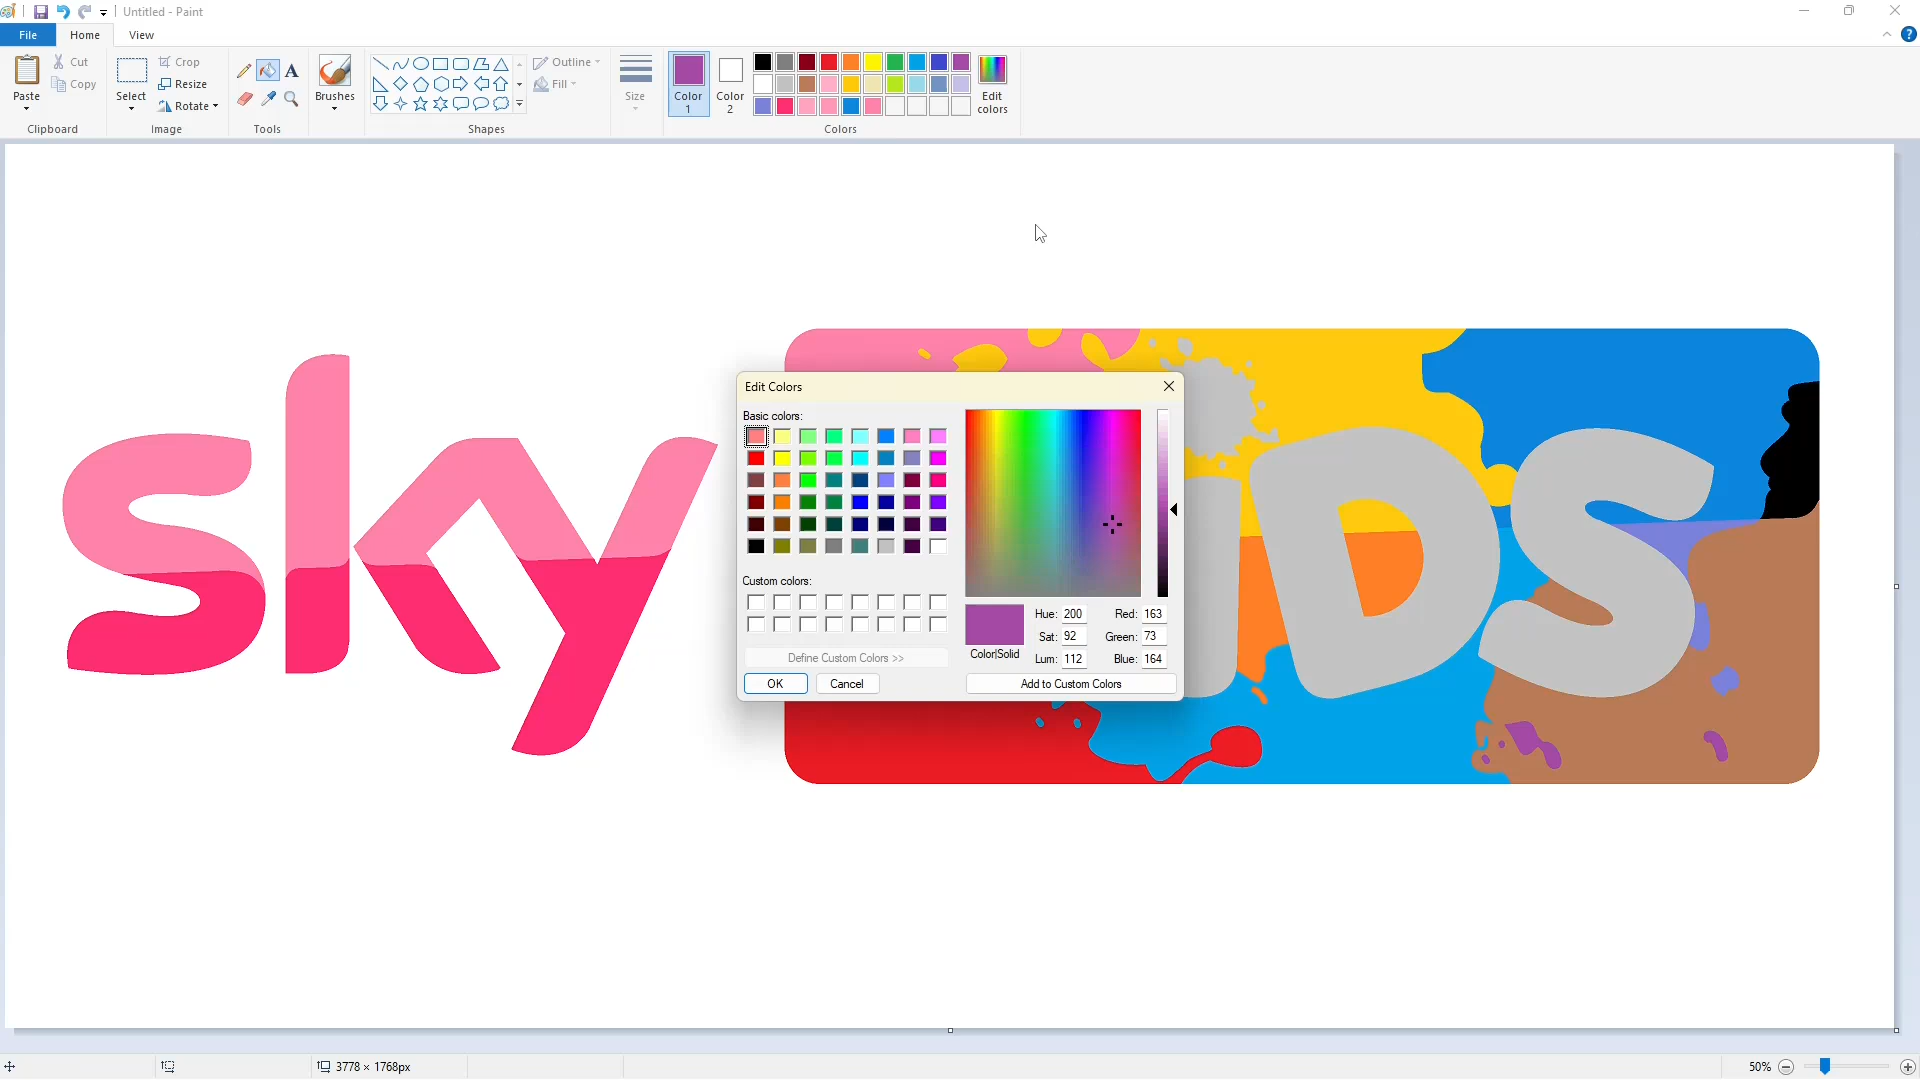 Untitled - Paint
File
Home
View
?
Paste
Cut
Copy
Clipboard
Select
Crop
Resize
Rotate
Image
A
Tools
Brushes
Shapes
Outline
Fill
Size
Color
1
Color
2
Edit
colors
Colors
sky
IDS
Edit Colors
Basic colors:
Custom colors:
Define Custom Colors >>
OK
Cancel
Color|Solid
Hue: 200
Sat: 92
Lum: 112
Red: 163
Green: 73
Blue: 164
Add to Custom Colors
3778 × 1768px
50%